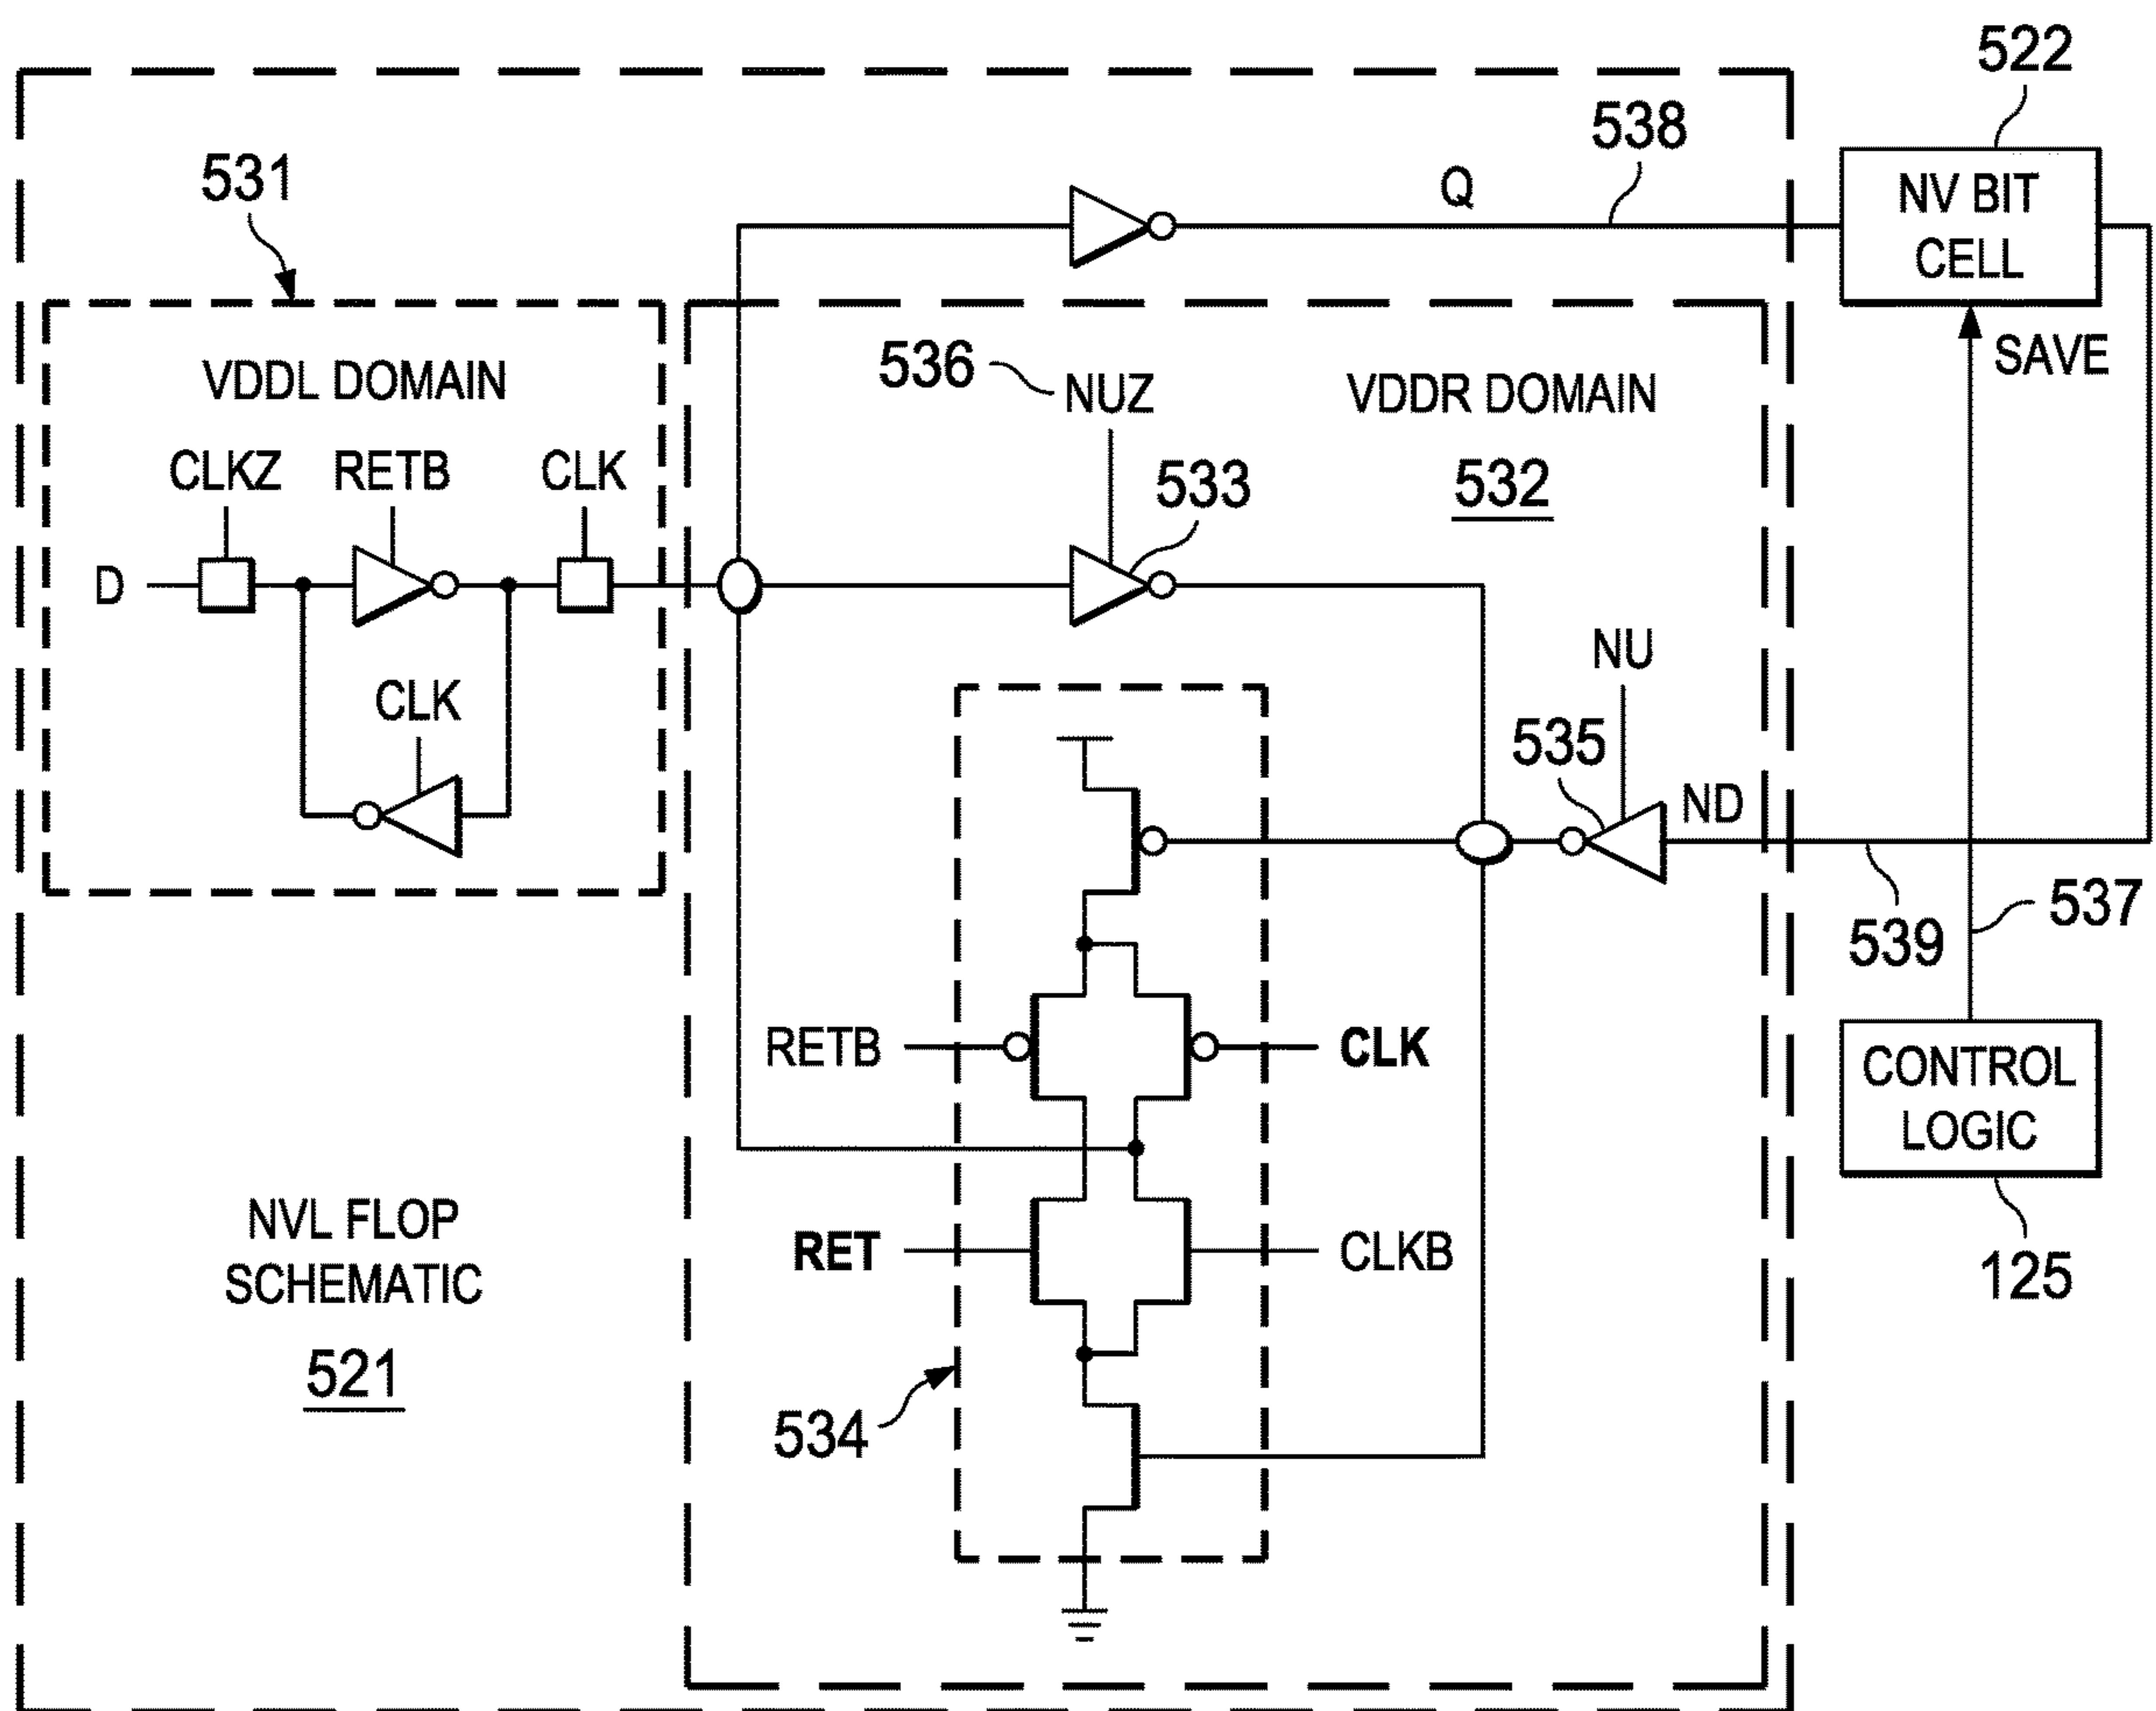 522
538
531
Q
NV BIT
CELL
536
NUZ
SAVE
VDDL DOMAIN
VDDR DOMAIN
CLKZ
RETB
CLK
533
532
D
NU
CLK
535
ND
539
537
RETB
CLK
CONTROL
LOGIC
NVL FLOP
SCHEMATIC
RET
CLKB
125
521
534